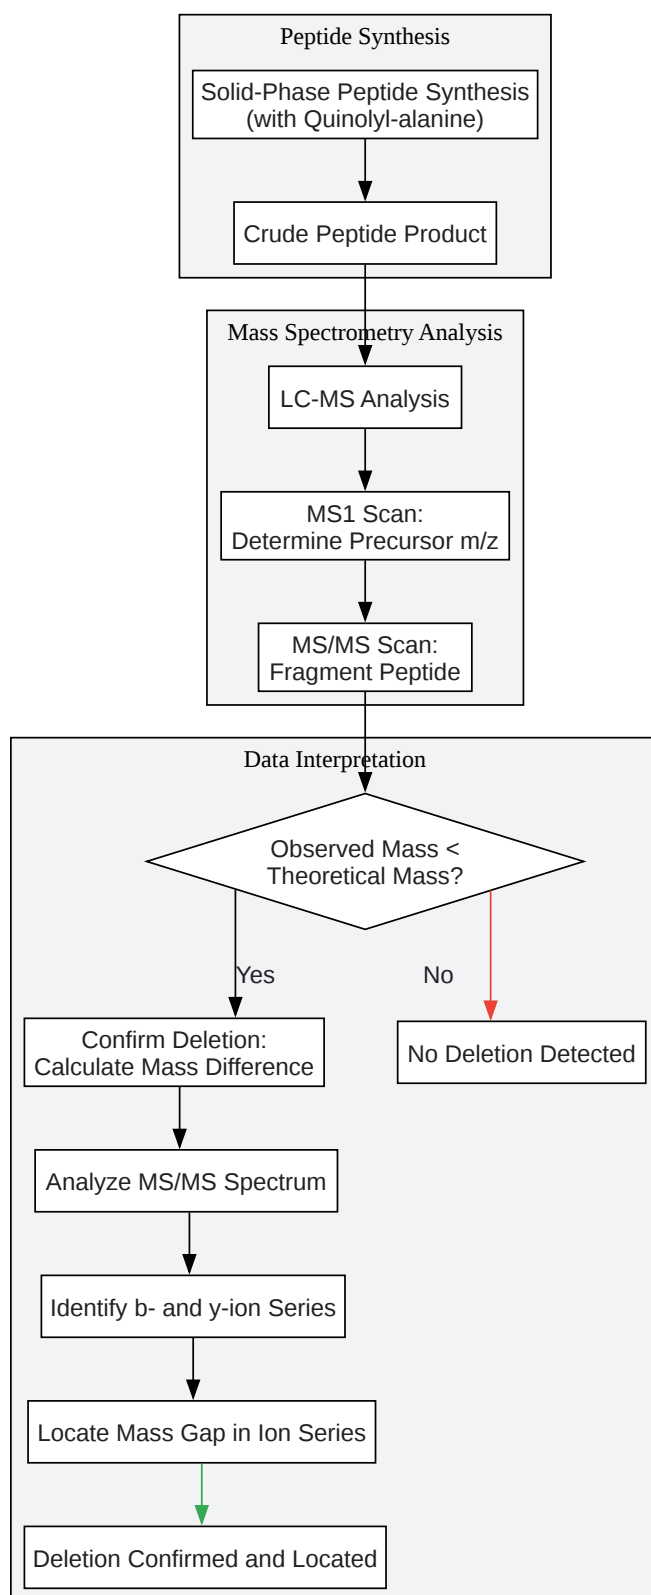 Peptide Synthesis
Solid-Phase Peptide Synthesis
(with Quinolyl-alanine)
Crude Peptide Product
Mass Spectrometry Analysis
LC-MS Analysis
MS1 Scan:
Determine Precursor m/z
MS/MS Scan:
Fragment Peptide
Data Interpretation
Observed Mass <
Theoretical Mass?
Yes
No
Confirm Deletion:
Calculate Mass Difference
No Deletion Detected
Analyze MS/MS Spectrum
Identify b- and y-ion Series
Locate Mass Gap in Ion Series
Deletion Confirmed and Located